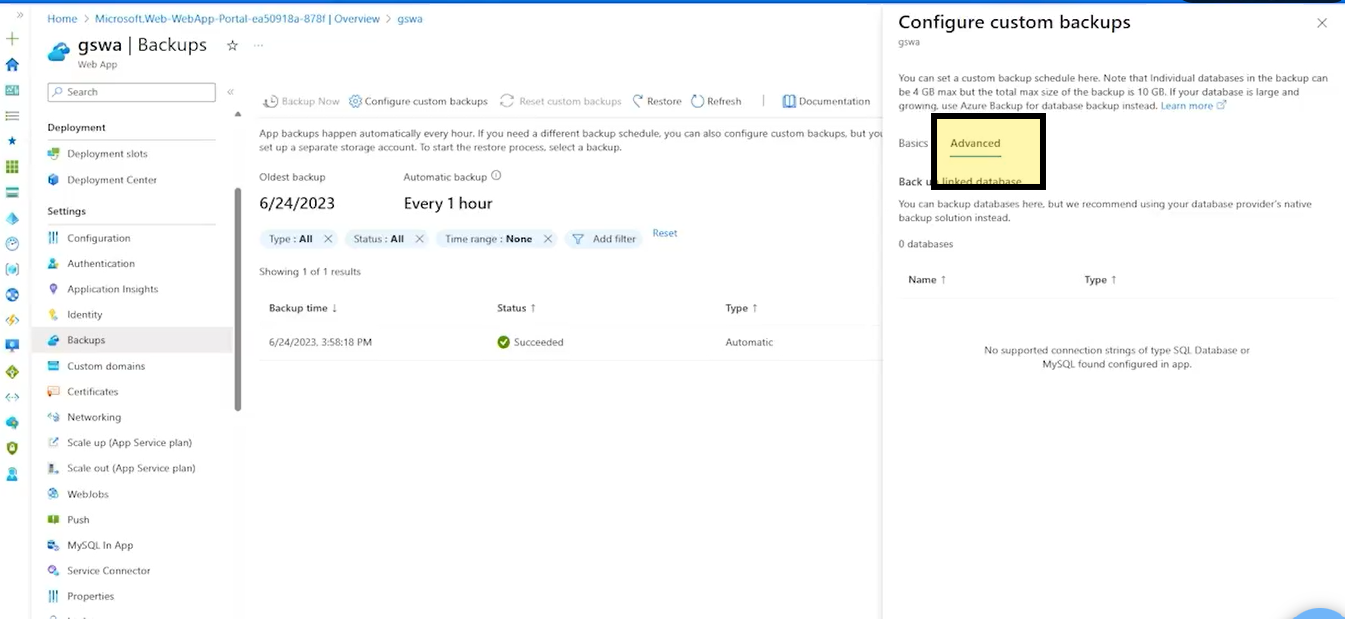 Home > Microsoft.Web-WebApp-Portal-ea50918a-878f | Overview > gswa
gswa | Backups
Web App
Search
Deployment
Deployment slots
Deployment Center
Settings
Configuration
Authentication
Application Insights
Identity
Backups
Custom domains
Certificates
Networking
Scale up (App Service plan)
Scale out (App Service plan)
WebJobs
Push
MySQL In App
Service Connector
Properties
Backup Now Configure custom backups Reset custom backups Restore Refresh | Documentation
App backups happen automatically every hour. If you need a different backup schedule, you can also configure custom backups, but you
set up a separate storage account. To start the restore process, select a backup.
Oldest backup Automatic backup
6/24/2023 Every 1 hour
Type : All Status : All Time range : None Add filter Reset
Showing 1 of 1 results
Backup time ↓ Status ↑ Type ↑
6/24/2023, 3:58:18 PM Succeeded Automatic
Configure custom backups
gswa
You can set a custom backup schedule here. Note that Individual databases in the backup can
be 4 GB max but the total max size of the backup is 10 GB. If your database is large and
growing, use Azure Backup for database backup instead. Learn more
Basics Advanced
Back linked database
You can backup databases here, but we recommend using your database provider's native
backup solution instead.
0 databases
Name ↑ Type ↑
No supported connection strings of type SQL Database or
MySQL found configured in app.